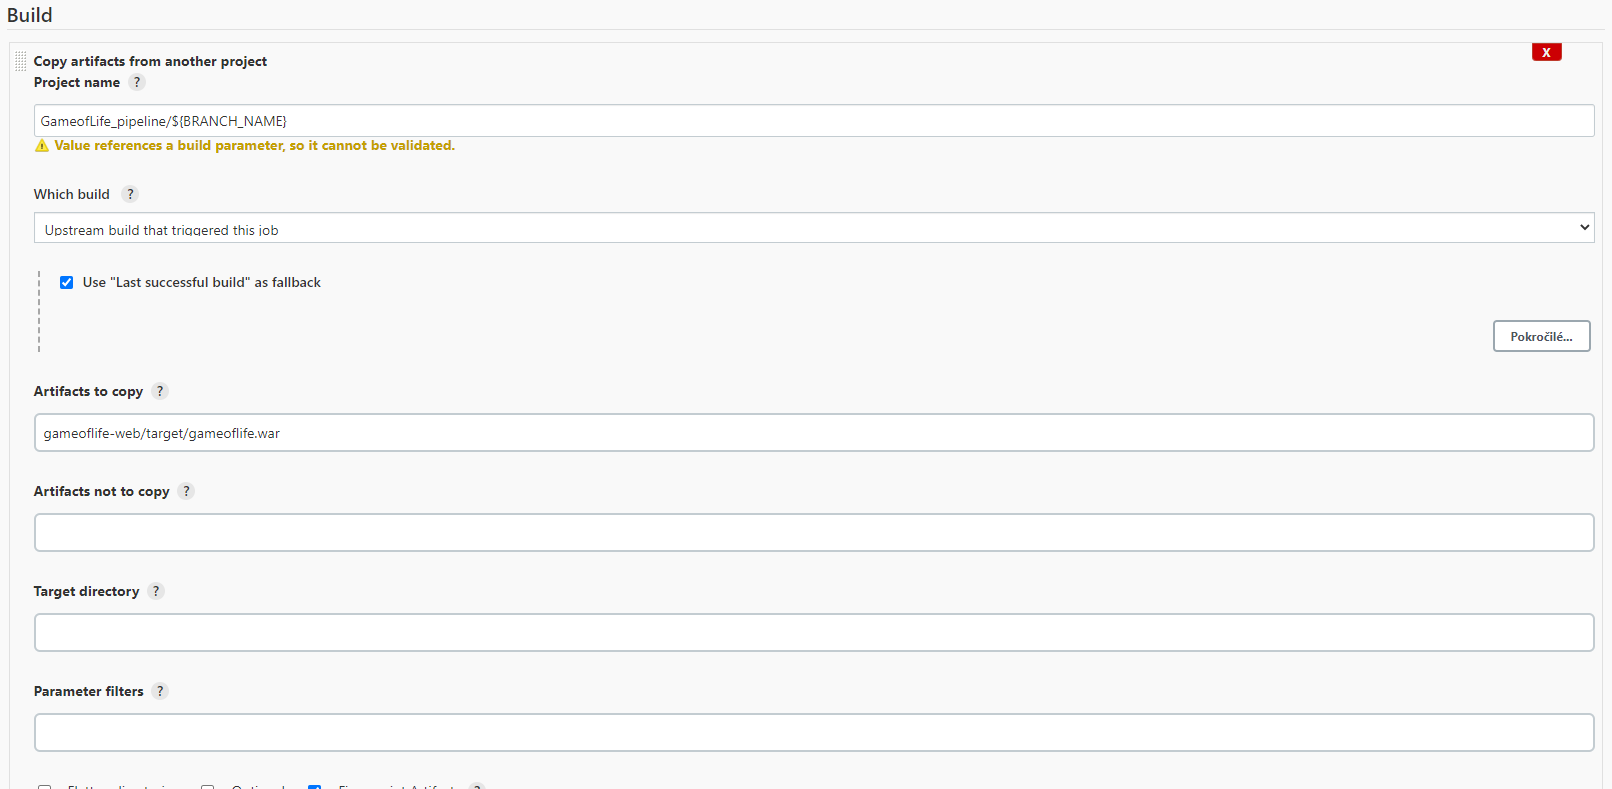 Build
Copy artifacts from another project
X
Project name ?
GameofLife_pipeline/${BRANCH_NAME}
Value references a build parameter, so it cannot be validated.
Which build ?
Upstream build that triggered this job
Use "Last successful build" as fallback
Pokročilé...
Artifacts to copy ?
gameoflife-web/target/gameoflife.war
Artifacts not to copy ?
Target directory ?
Parameter filters ?